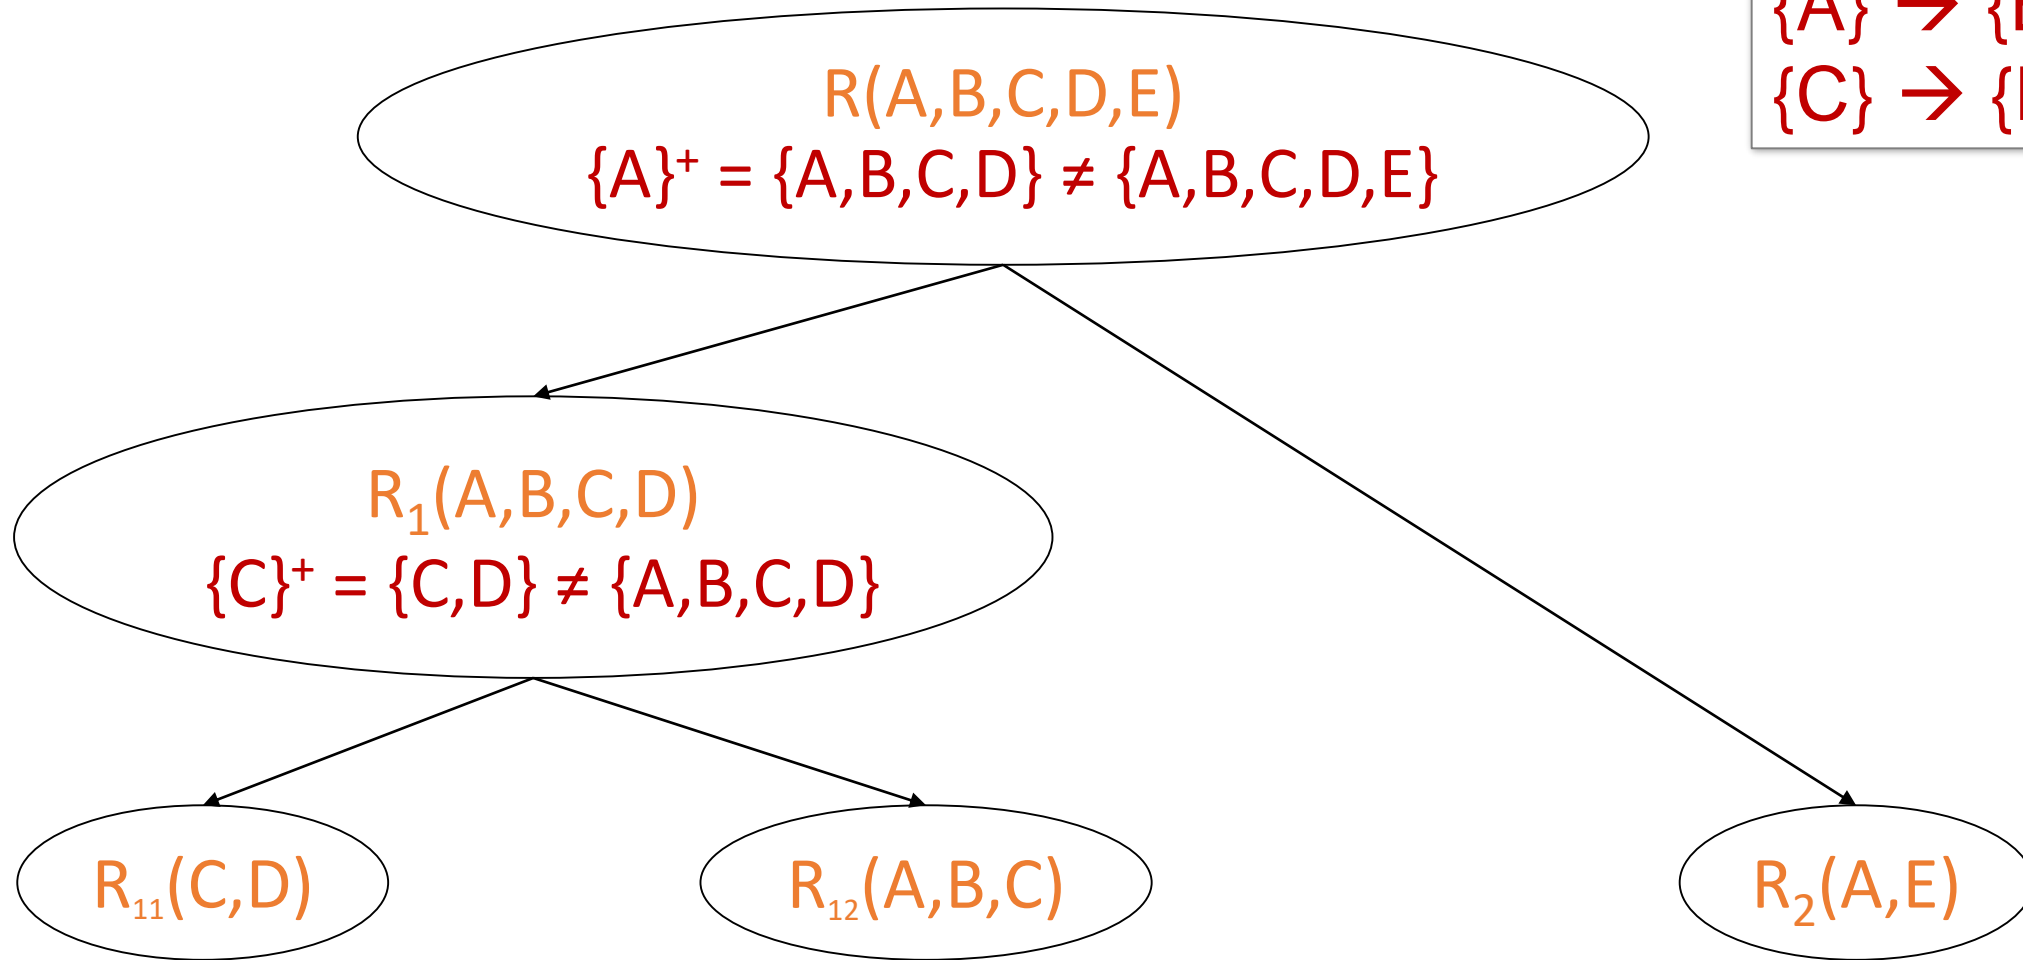 {A} → {
{C} → {
R(A,B,C,D,E)
{A}⁺ = {A,B,C,D} ≠ {A,B,C,D,E}
R₁(A,B,C,D)
{C}⁺ = {C,D} ≠ {A,B,C,D}
R₁₁(C,D)
R₁₂(A,B,C)
R₂(A,E)